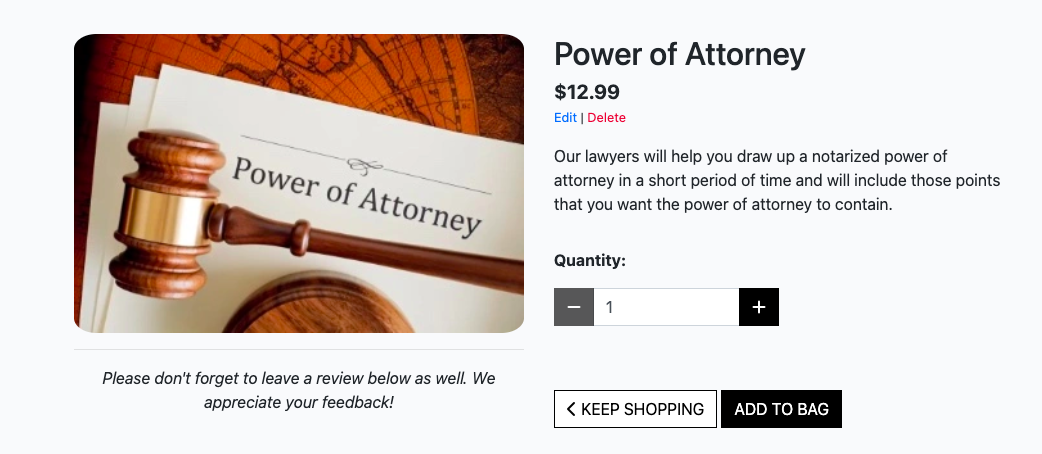 Power of Attorney
Please don't forget to leave a review below as well. We
appreciate your feedback!
Power of Attorney
$12.99
Edit | Delete
Our lawyers will help you draw up a notarized power of
attorney in a short period of time and will include those points
that you want the power of attorney to contain.
Quantity:
1
KEEP SHOPPING
ADD TO BAG